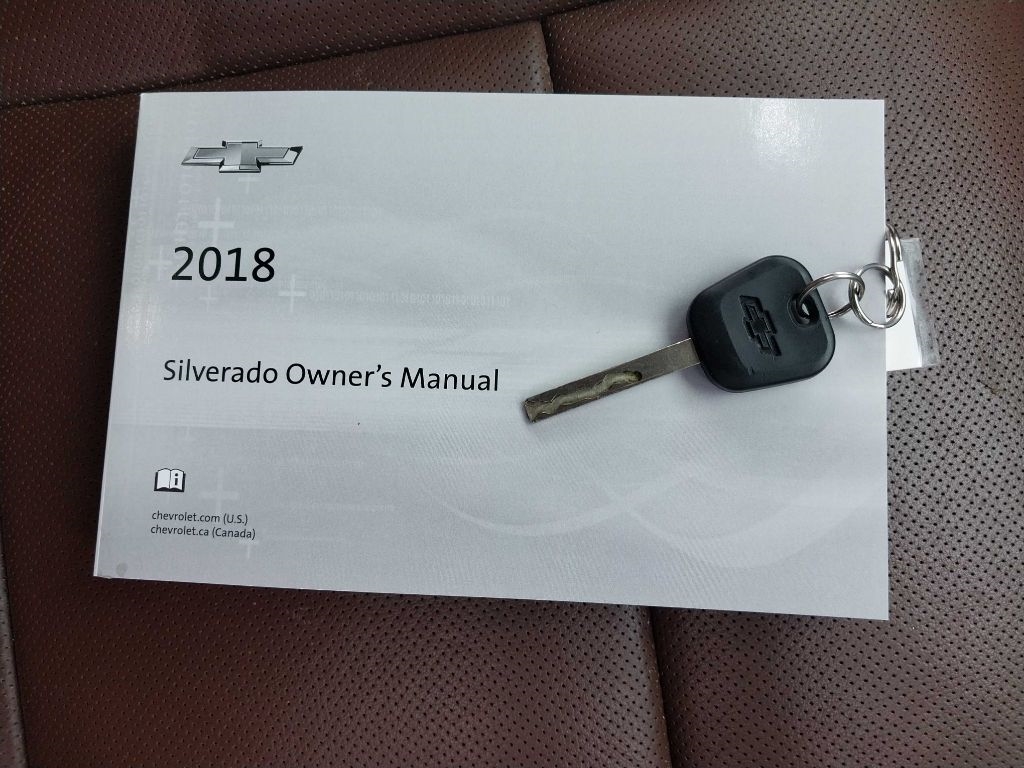 2018
Silverado Owner's Manual
i
chevrolet.com (U.S.)
chevrolet.ca (Canada)